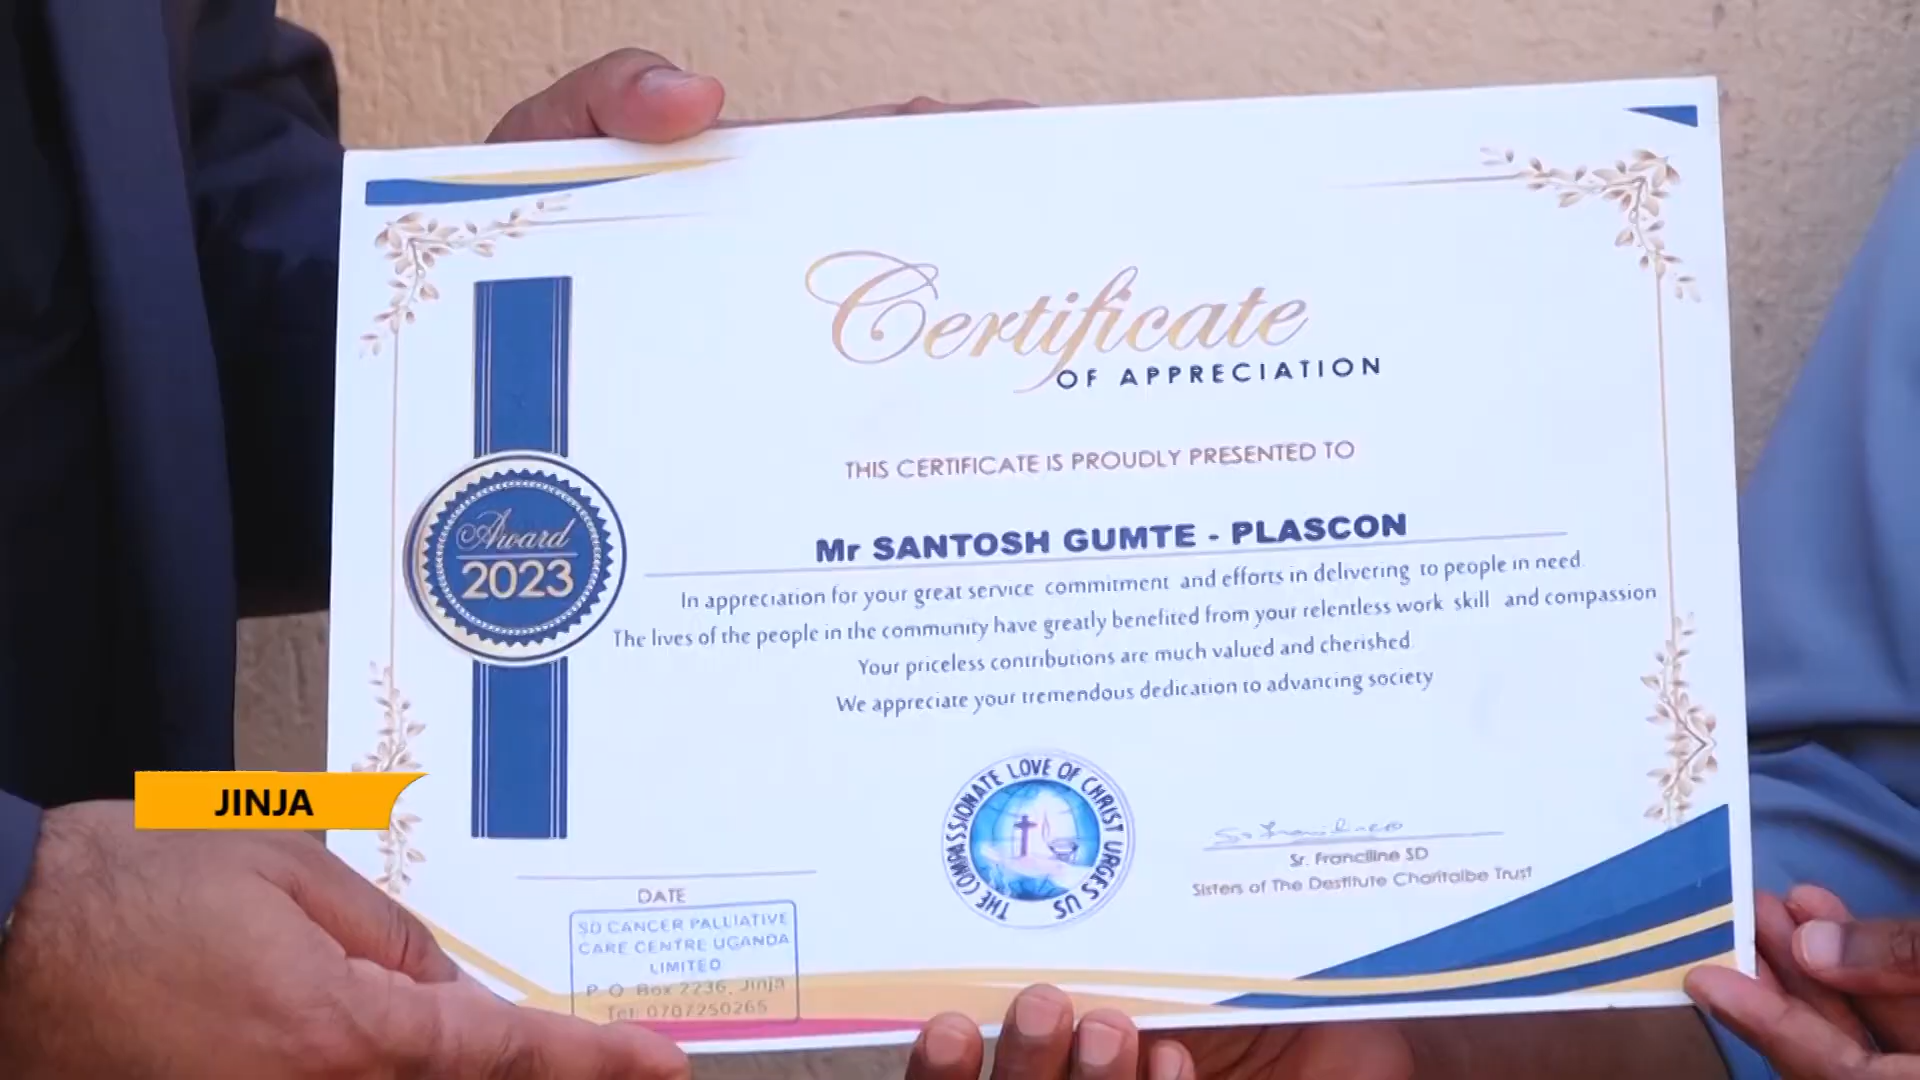 Certificate
OF APPRECIATION
THIS CERTIFICATE IS PROUDLY PRESENTED TO
Mr SANTOSH GUMTE - PLASCON
In appreciation for your great service commitment and efforts in delivering to people in need
The lives of the people in the community have greatly benefited from your relentless work skill and compassion
Your priceless contributions are much valued and cherished
We appreciate your tremendous dedication to advancing society
Award
2023
JINJA
THE COMPASSIONATE LOVE OF CHRIST URGES US
Sr. Franciline SD
Sisters of The Destitute Charitalbe Trust
DATE
SD CANCER PALLIATIVE
CARE CENTRE UGANDA
LIMITED
P O Box 2236, Jinja
Tel: 0787250265